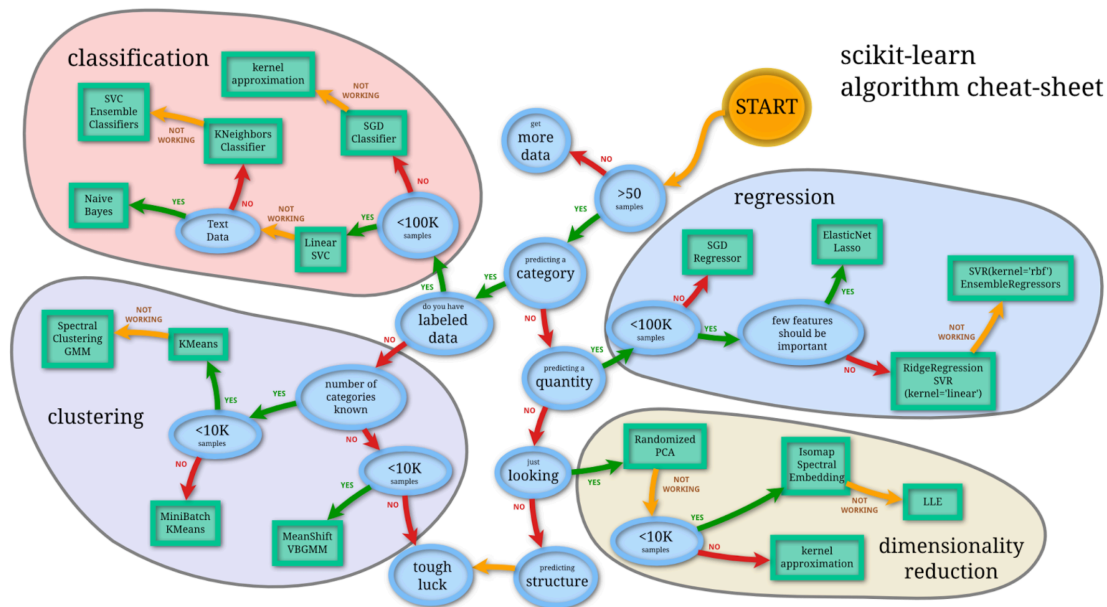 scikit-learn
algorithm cheat-sheet
START
get
more
data
NO
>50
samples
YES
predicting a
category
YES
NO
do you have
labeled
data
YES
NO
predicting a
quantity
YES
NO
just
looking
YES
NO
predicting
structure
tough
luck
classification
kernel
approximation
NOT
WORKING
SGD
Classifier
NO
<100K
samples
YES
Linear
SVC
NOT
WORKING
Text
Data
YES
NO
Naive
Bayes
KNeighbors
Classifier
NOT
WORKING
SVC
Ensemble
Classifiers
regression
<100K
samples
NO
YES
SGD
Regressor
few features
should be
important
YES
NO
ElasticNet
Lasso
RidgeRegression
SVR
(kernel='linear')
NOT
WORKING
SVR(kernel='rbf')
EnsembleRegressors
clustering
number of
categories
known
YES
NO
<10K
samples
YES
NO
KMeans
NOT
WORKING
Spectral
Clustering
GMM
MiniBatch
KMeans
<10K
samples
YES
NO
MeanShift
VBGMM
dimensionality
reduction
Randomized
PCA
NOT
WORKING
<10K
samples
YES
NO
Isomap
Spectral
Embedding
NOT
WORKING
LLE
kernel
approximation